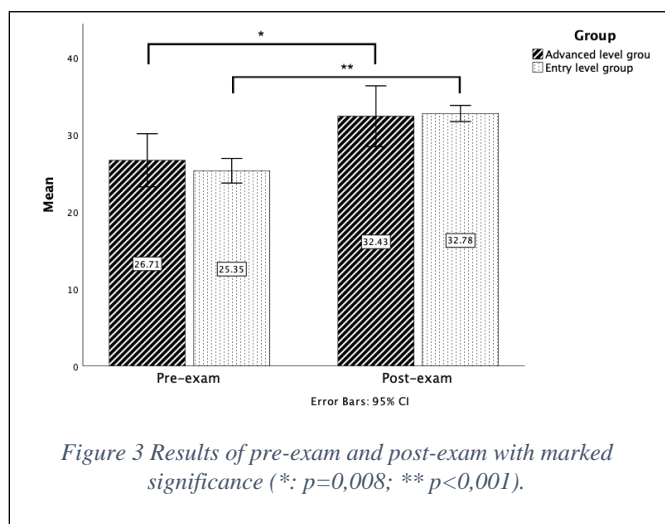 *
**
Group
Advanced level grou
Entry level group
40
30
20
10
0
Mean
26.71
25.35
32.43
32.78
Pre-exam
Post-exam
Error Bars: 95% CI
Figure 3 Results of pre-exam and post-exam with marked
significance (*: p=0,008; ** p<0,001).